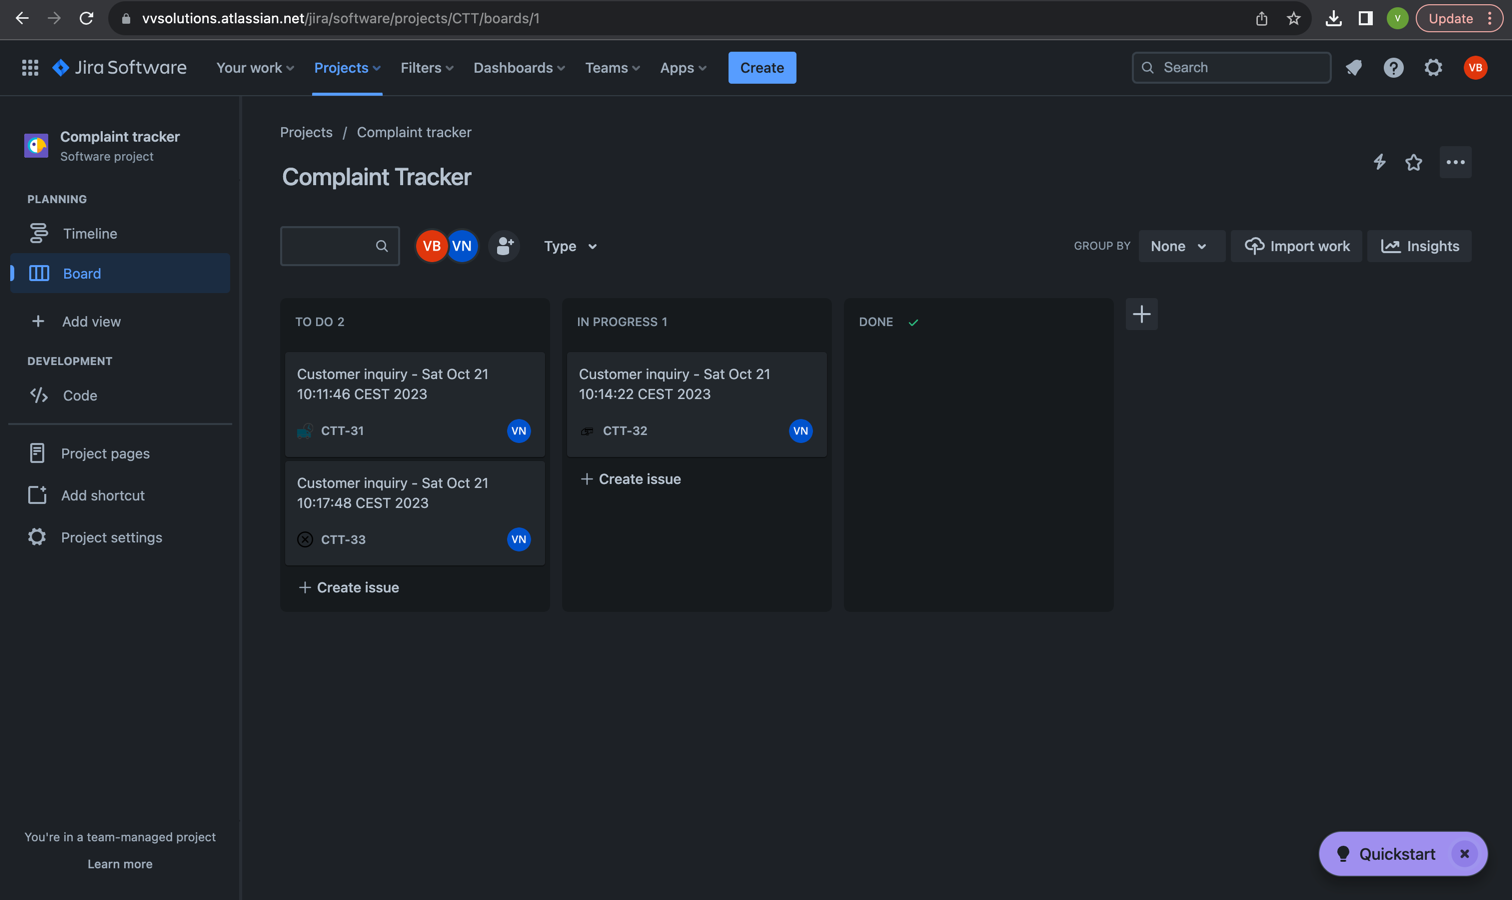 vvsolutions.atlassian.net/jira/software/projects/CTT/boards/1
V
Update
Jira Software
Your work
Projects
Filters
Dashboards
Teams
Apps
Create
Search
VB
Complaint tracker
Software project
PLANNING
Timeline
Board
Add view
DEVELOPMENT
Code
Project pages
Add shortcut
Project settings
You're in a team-managed project
Learn more
Projects / Complaint tracker
Complaint Tracker
VB
VN
Type
GROUP BY
None
Import work
Insights
TO DO 2
Customer inquiry - Sat Oct 21
10:11:46 CEST 2023
CTT-31
VN
Customer inquiry - Sat Oct 21
10:17:48 CEST 2023
CTT-33
VN
+ Create issue
IN PROGRESS 1
Customer inquiry - Sat Oct 21
10:14:22 CEST 2023
CTT-32
VN
+ Create issue
DONE
Quickstart